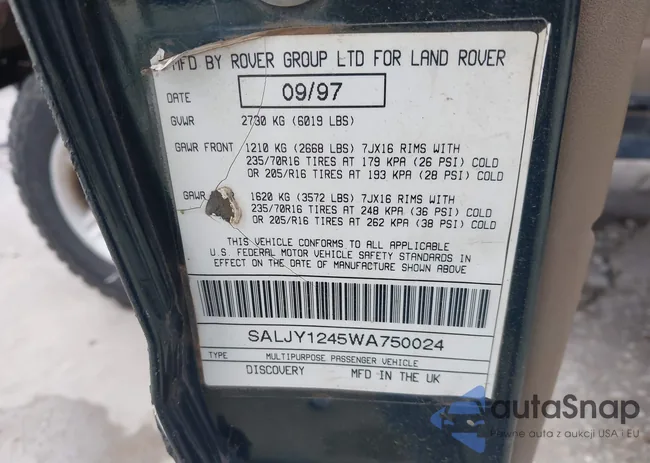 MFD BY ROVER GROUP LTD FOR LAND ROVER
DATE 09/97
GVWR 2730 KG (6019 LBS)
GAWR FRONT 1210 KG (2668 LBS) 7JX16 RIMS WITH
235/70R16 TIRES AT 179 KPA (26 PSI) COLD
OR 205/R16 TIRES AT 193 KPA (28 PSI) COLD
GAWR 1620 KG (3572 LBS) 7JX16 RIMS WITH
235/70R16 TIRES AT 248 KPA (36 PSI) COLD
OR 205/R16 TIRES AT 262 KPA (38 PSI) COLD
THIS VEHICLE CONFORMS TO ALL APPLICABLE
U.S. FEDERAL MOTOR VEHICLE SAFETY STANDARDS IN
EFFECT ON THE DATE OF MANUFACTURE SHOWN ABOVE
SALJY1245WA750024
TYPE MULTIPURPOSE PASSENGER VEHICLE
DISCOVERY MFD IN THE UK
autaSnap
Pewne auta z aukcji USA i EU